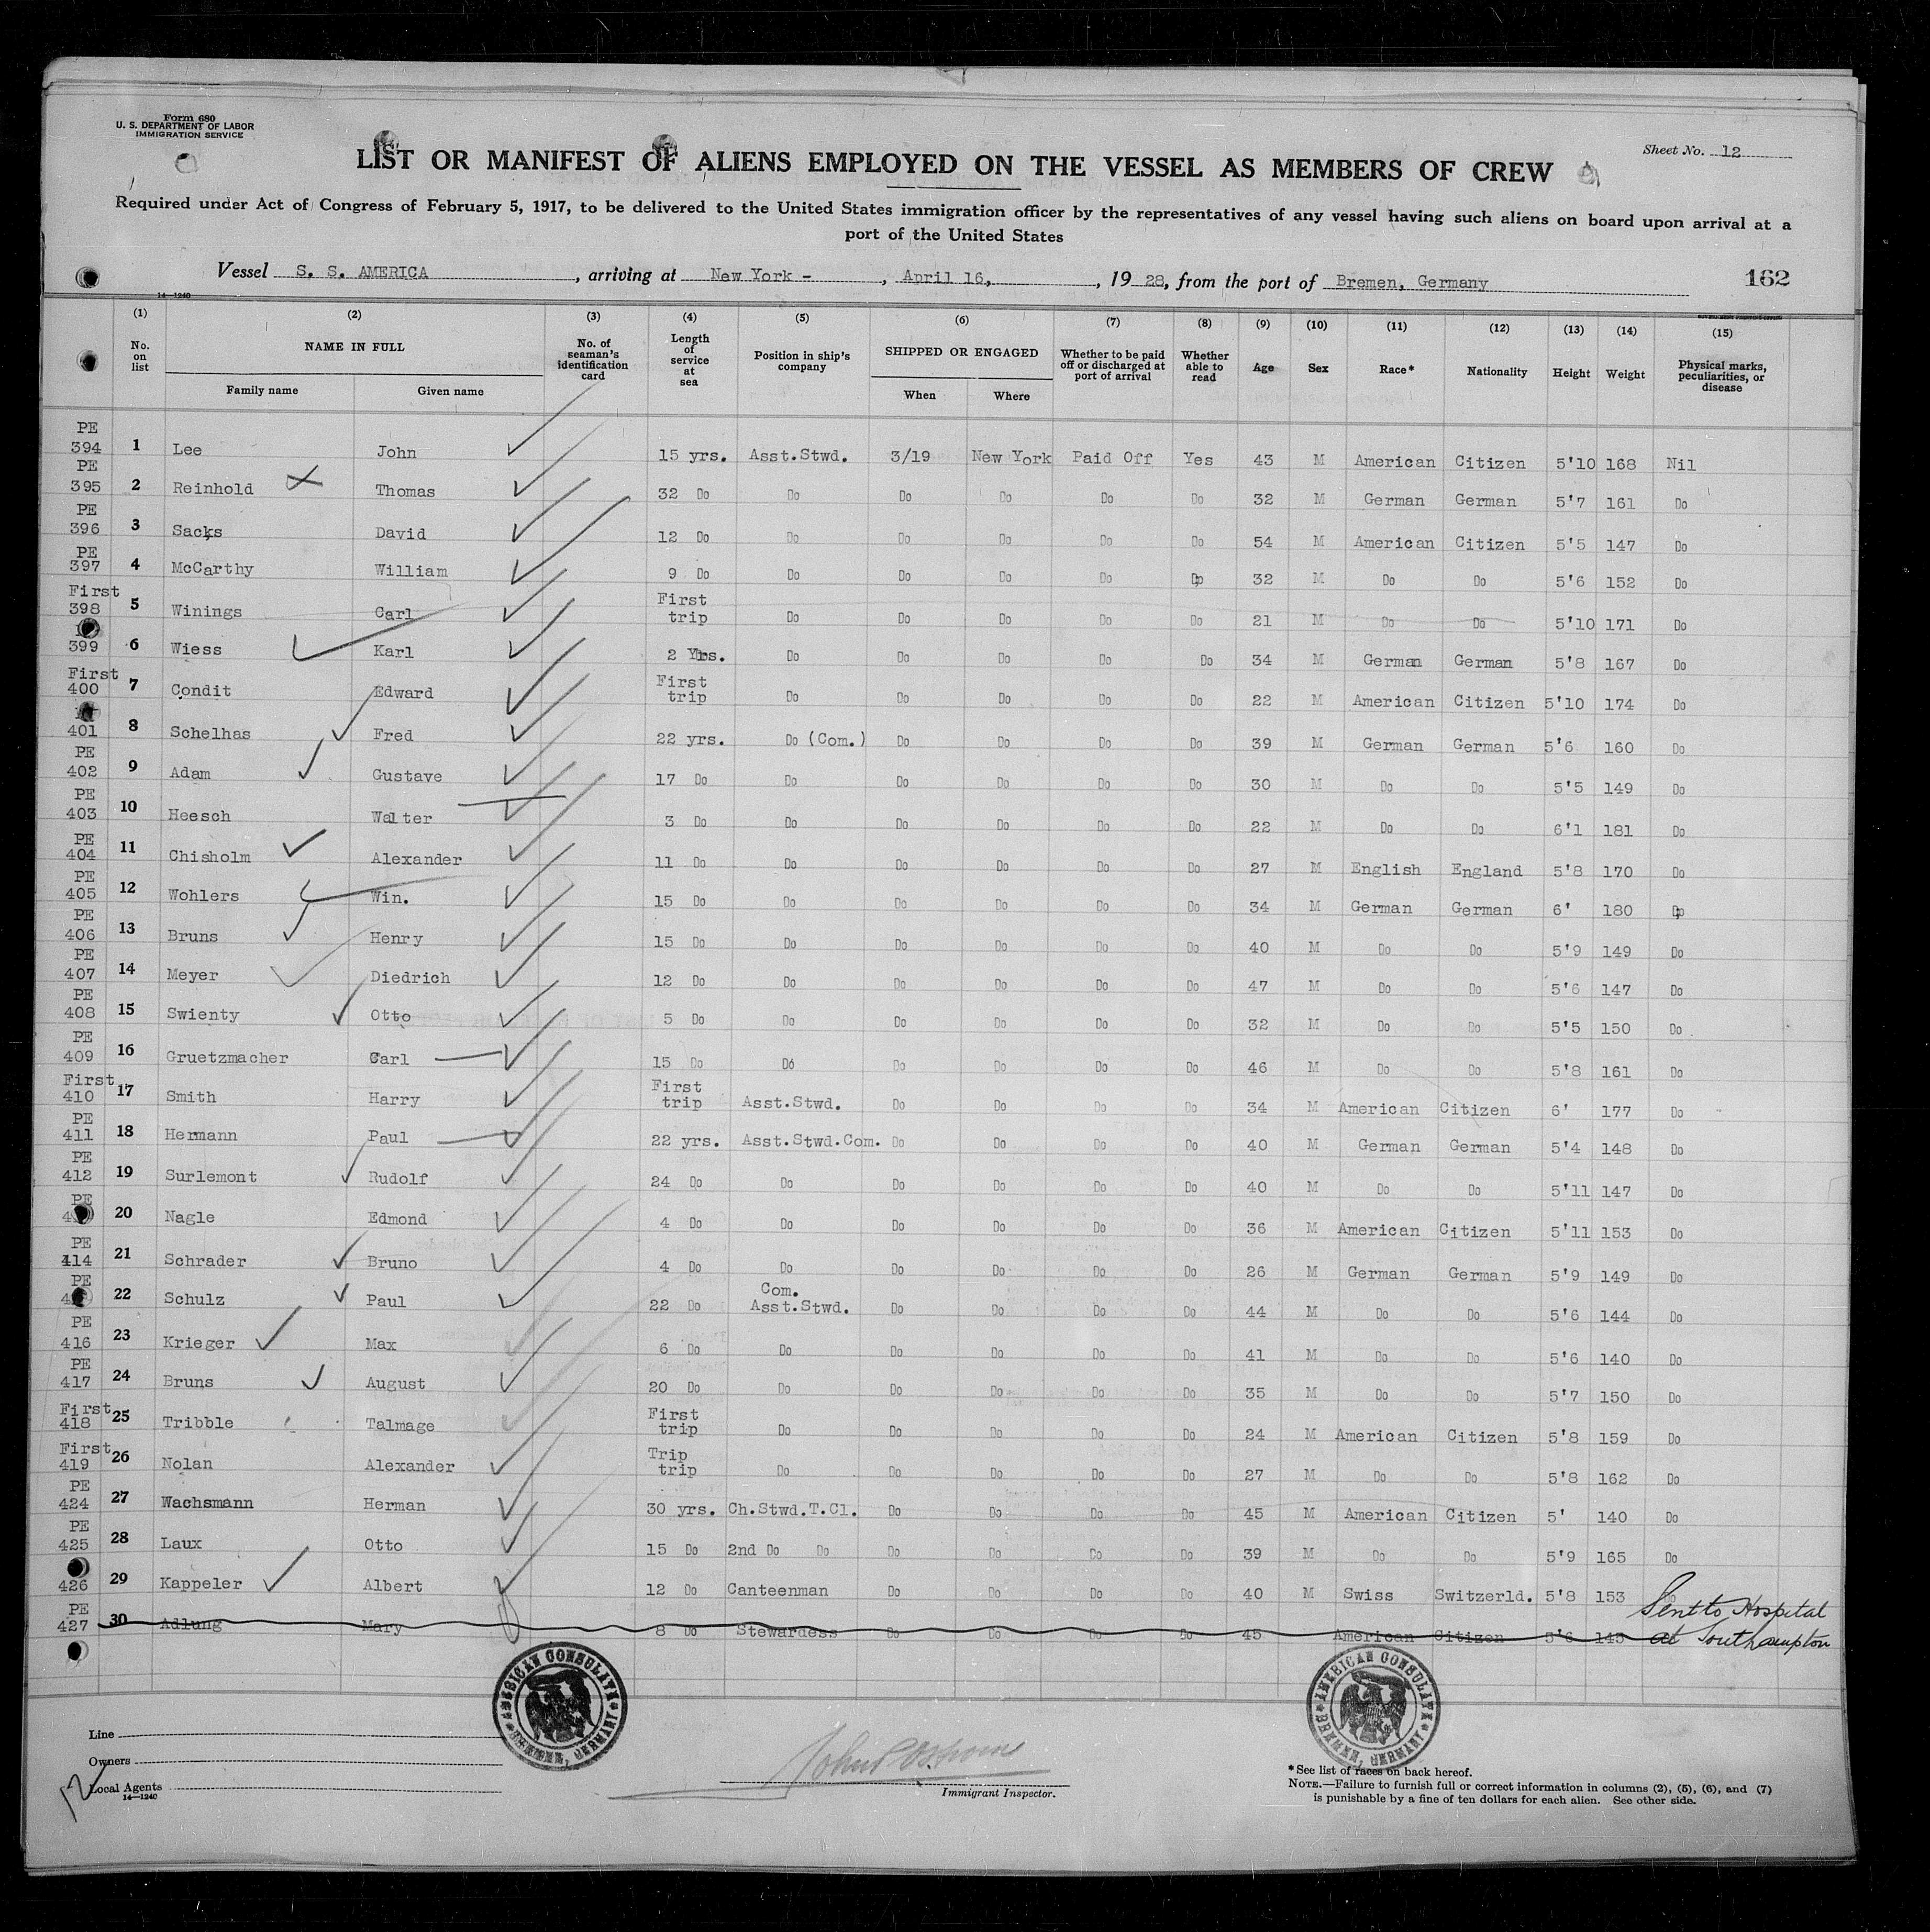 Form 680
U. S. DEPARTMENT OF LABOR
IMMIGRATION SERVICE
Sheet No. 12
LIST OR MANIFEST OF ALIENS EMPLOYED ON THE VESSEL AS MEMBERS OF CREW
Required under Act of Congress of February 5, 1917, to be delivered to the United States immigration officer by the representatives of any vessel having such aliens on board upon arrival at a
port of the United States
Vessel S. S. AMERICA, arriving at New York -, April 16, , 1928, from the port of Bremen, Germany 162
14—1240
(1) (2) (3) (4) (5) (6) (7) (8) (9) (10) (11) (12) (13) (14) (15)
No. on list NAME IN FULL Family name Given name No. of seaman's identification card Length of service at sea Position in ship's company SHIPPED OR ENGAGED When Where Whether to be paid off or discharged at port of arrival Whether able to read Age Sex Race* Nationality Height Weight Physical marks, peculiarities, or disease
PE 394 1 Lee John 15 yrs. Asst.Stwd. 3/19 New York Paid Off Yes 43 M American Citizen 5'10 168 Nil
PE 395 2 Reinhold Thomas 32 Do Do Do Do Do Do 32 M German German 5'7 161 Do
PE 396 3 Sacks David 12 Do Do Do Do Do Do 54 M American Citizen 5'5 147 Do
PE 397 4 McCarthy William 9 Do Do Do Do Do Do 32 M Do Do 5'6 152 Do
First 398 5 Winings Carl First trip Do Do Do Do Do 21 M Do Do 5'10 171 Do
399 6 Wiess Karl 2 Yrs. Do Do Do Do Do 34 M German German 5'8 167 Do
First 400 7 Condit Edward First trip Do Do Do Do Do 22 M American Citizen 5'10 174 Do
401 8 Schelhas Fred 22 yrs. Do (Com.) Do Do Do Do 39 M German German 5'6 160 Do
PE 402 9 Adam Gustave 17 Do Do Do Do Do Do 30 M Do Do 5'5 149 Do
PE 403 10 Heesch Walter 3 Do Do Do Do Do Do 22 M Do Do 6'1 181 Do
PE 404 11 Chisholm Alexander 11 Do Do Do Do Do Do 27 M English England 5'8 170 Do
PE 405 12 Wohlers Win. 15 Do Do Do Do Do Do 34 M German German 6' 180 Do
PE 406 13 Bruns Henry 15 Do Do Do Do Do Do 40 M Do Do 5'9 149 Do
PE 407 14 Meyer Diedrich 12 Do Do Do Do Do Do 47 M Do Do 5'6 147 Do
PE 408 15 Swienty Otto 5 Do Do Do Do Do Do 32 M Do Do 5'5 150 Do
PE 409 16 Gruetzmacher Carl 15 Do Do Do Do Do Do 46 M Do Do 5'8 161 Do
First 410 17 Smith Harry First trip Asst.Stwd. Do Do Do Do 34 M American Citizen 6' 177 Do
PE 411 18 Hermann Paul 22 yrs. Asst.Stwd.Com. Do Do Do Do 40 M German German 5'4 148 Do
PE 412 19 Surlemont Rudolf 24 Do Do Do Do Do Do 40 M Do Do 5'11 147 Do
PE 20 Nagle Edmond 4 Do Do Do Do Do Do 36 M American Citizen 5'11 153 Do
PE 414 21 Schrader Bruno 4 Do Do Do Do Do Do 26 M German German 5'9 149 Do
PE 22 Schulz Paul 22 Do Com. Asst.Stwd. Do Do Do Do 44 M Do Do 5'6 144 Do
PE 416 23 Krieger Max 6 Do Do Do Do Do Do 41 M Do Do 5'6 140 Do
PE 417 24 Bruns August 20 Do Do Do Do Do Do 35 M Do Do 5'7 150 Do
First 418 25 Tribble Talmage First trip Do Do Do Do Do 24 M American Citizen 5'8 159 Do
First 419 26 Nolan Alexander Trip trip Do Do Do Do Do 27 M Do Do 5'8 162 Do
PE 424 27 Wachsmann Herman 30 yrs. Ch.Stwd.T.Cl. Do Do Do Do 45 M American Citizen 5' 140 Do
PE 425 28 Laux Otto 15 Do 2nd Do Do Do Do Do Do 39 M Do Do 5'9 165 Do
426 29 Kappeler Albert 12 Do Canteenman Do Do Do Do 40 M Swiss Switzerld. 5'8 153
PE 427 30 Adlung Mary 8 Do Stewardess Do Do Do Do 45 American Citizen 5'6 145 Sent to Hospital at Southampton
AMERICAN CONSULATE BREMEN, GERMANY
AMERICAN CONSULATE BREMEN, GERMANY
Line
Owners
Local Agents
14—1240
12
Immigrant Inspector.
*See list of races on back hereof.
NOTE.—Failure to furnish full or correct information in columns (2), (5), (6), and (7)
is punishable by a fine of ten dollars for each alien. See other side.